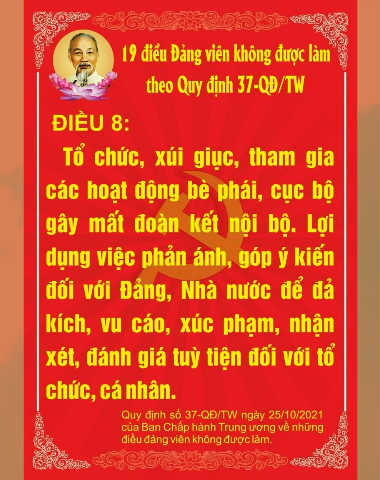 19 điều Đảng viên không được làm
theo Quy định 37-QĐ/TW
ĐIỀU 8:
Tổ chức, xúi giục, tham gia
các hoạt động bè phái, cục bộ
gây mất đoàn kết nội bộ. Lợi
dụng việc phản ánh, góp ý kiến
đối với Đảng, Nhà nước để đả
kích, vu cáo, xúc phạm, nhận
xét, đánh giá tuỳ tiện đối với tổ
chức, cá nhân.
Quy định số 37-QĐ/TW ngày 25/10/2021
của Ban Chấp hành Trung ương về những
điều đảng viên không được làm.